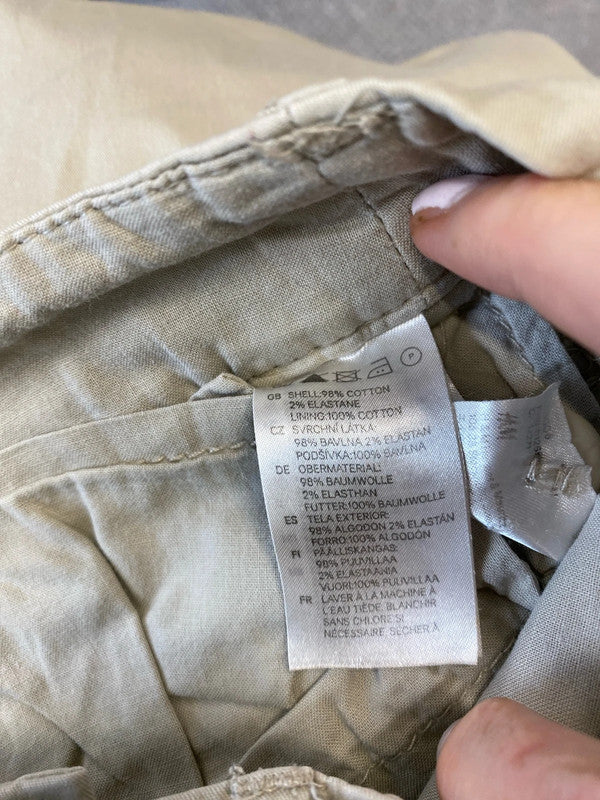 P
GB SHELL:98% COTTON
2% ELASTANE
LINING:100% COTTON
CZ SVRCHNÍ LÁTKA:
98% BAVLNA 2% ELASTAN
PODŠÍVKA:100% BAVLNA
DE OBERMATERIAL:
98% BAUMWOLLE
2% ELASTHAN
FUTTER:100% BAUMWOLLE
ES TELA EXTERIOR:
98% ALGODON 2% ELASTÁN
FORRO:100% ALGODÓN
FI PÄÄLLISKANGAS:
98% PUUVILLAA
2% ELASTAANIA
VUORI:100% PUUVILLAA
FR LAVER À LA MACHINE À
L'EAU TIÈDE, BLANCHIR
SANS CHLORE SI
NÉCESSAIRE, SÉCHER À
H&M